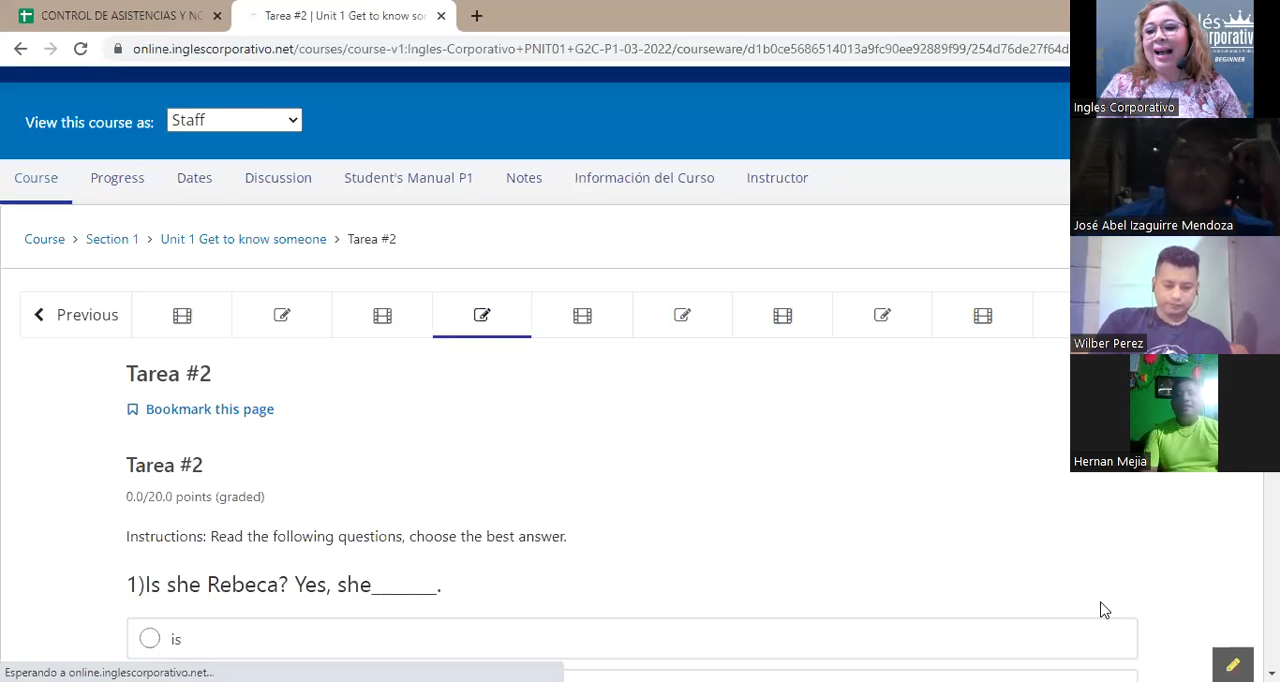 CONTROL DE ASISTENCIAS Y NO
Tarea #2 | Unit 1 Get to know so
online.inglescorporativo.net/courses/course-v1:Ingles-Corporativo+PNIT01+G2C-P1-03-2022/courseware/d1b0ce5686514013a9fc90ee92889f99/254d76de27f64d
View this course as: Staff
Course Progress Dates Discussion Student's Manual P1 Notes Información del Curso Instructor
Course > Section 1 > Unit 1 Get to know someone > Tarea #2
Previous
Tarea #2
Bookmark this page
Tarea #2
0.0/20.0 points (graded)
Instructions: Read the following questions, choose the best answer.
1)Is she Rebeca? Yes, she______.
is
Esperando a online.inglescorporativo.net...
BEGINNER
Ingles Corporativo
José Abel Izaguirre Mendoza
Wilber Perez
Hernan Mejia